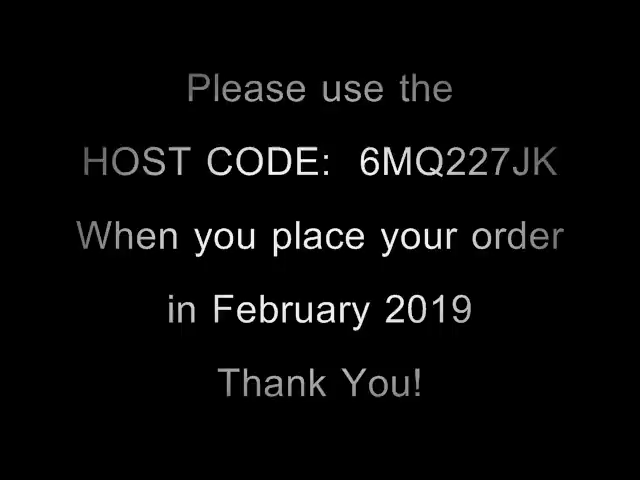 Please use the
HOST CODE:  6MQ227JK
When you place your order
in February 2019
Thank You!